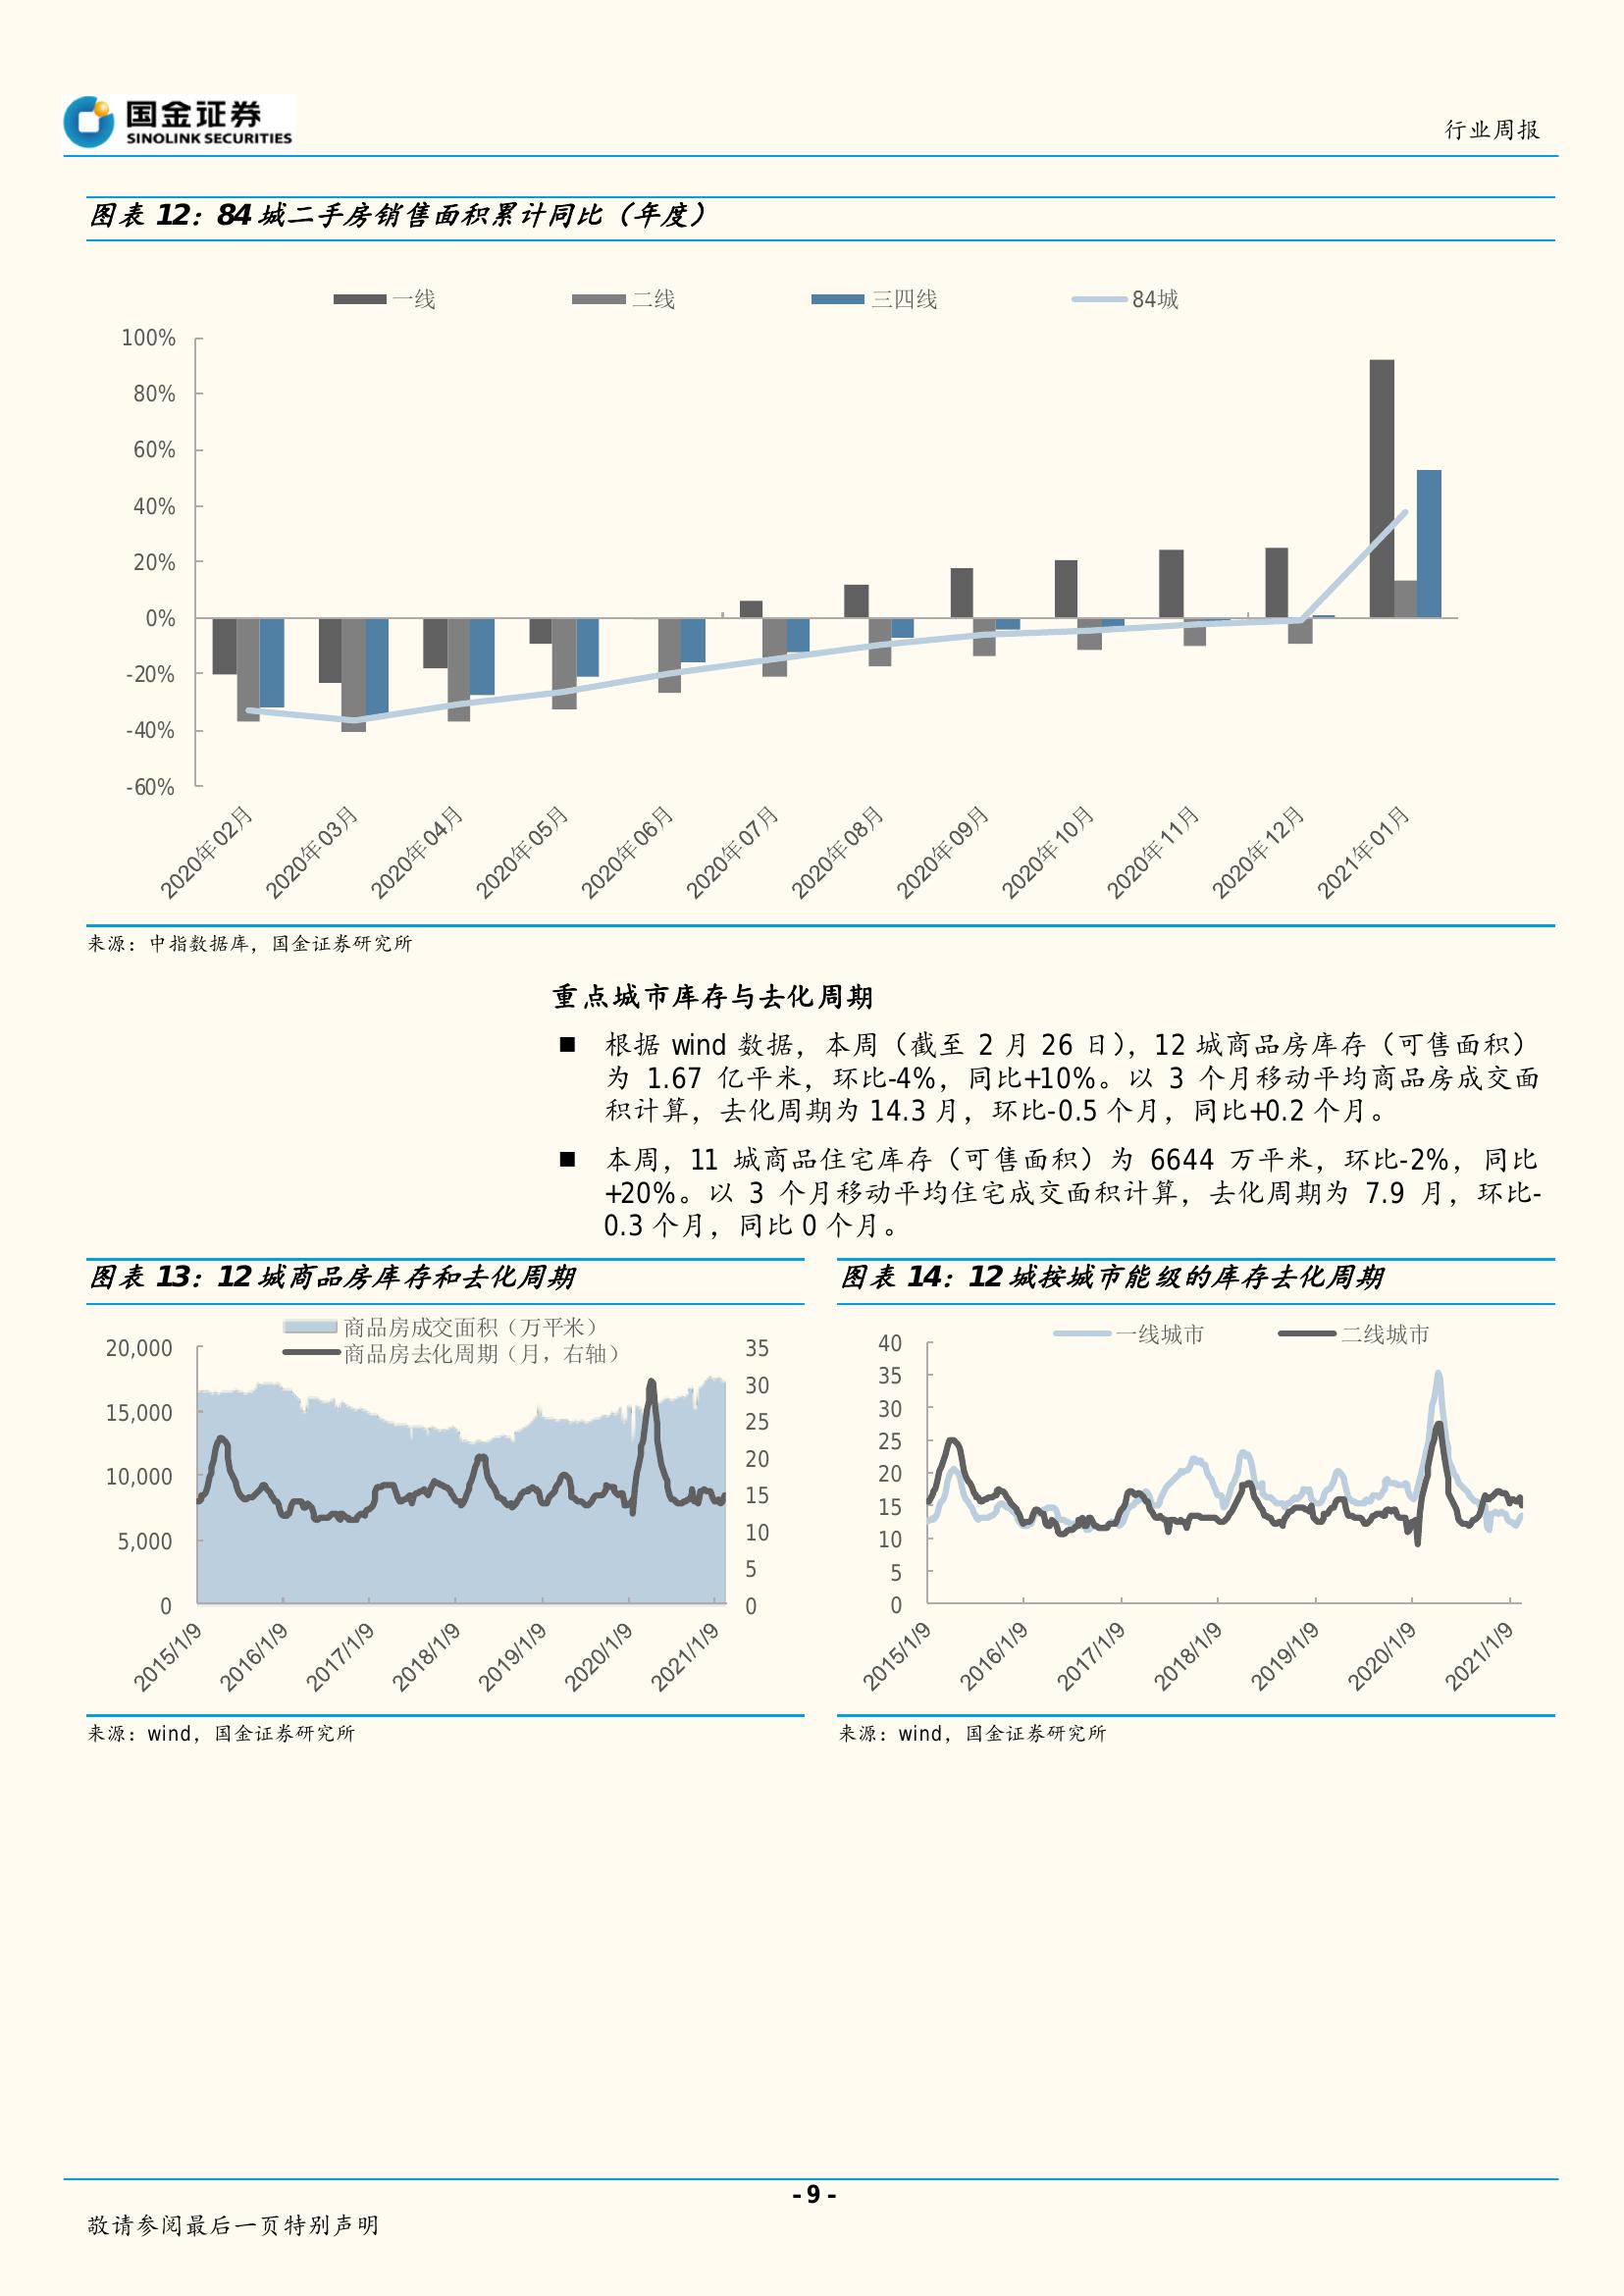 国金证券
SINOLINK SECURITIES
行业周报
图表 12：84 城二手房销售面积累计同比（年度）
一线 二线 三四线 84城
100%
80%
60%
40%
20%
0%
-20%
-40%
-60%
2020年02月 2020年03月 2020年04月 2020年05月 2020年06月 2020年07月 2020年08月 2020年09月 2020年10月 2020年11月 2020年12月 2021年01月
来源：中指数据库，国金证券研究所
重点城市库存与去化周期
■ 根据 wind 数据，本周（截至 2 月 26 日），12 城商品房库存（可售面积）
为 1.67 亿平米，环比-4%，同比+10%。以 3 个月移动平均商品房成交面
积计算，去化周期为 14.3 月，环比-0.5 个月，同比+0.2 个月。
■ 本周，11 城商品住宅库存（可售面积）为 6644 万平米，环比-2%，同比
+20%。以 3 个月移动平均住宅成交面积计算，去化周期为 7.9 月，环比-
0.3 个月，同比 0 个月。
图表 13：12 城商品房库存和去化周期
商品房成交面积（万平米）
商品房去化周期（月，右轴）
20,000
15,000
10,000
5,000
0
35
30
25
20
15
10
5
0
2015/1/9 2016/1/9 2017/1/9 2018/1/9 2019/1/9 2020/1/9 2021/1/9
来源：wind，国金证券研究所
图表 14：12 城按城市能级的库存去化周期
一线城市 二线城市
40
35
30
25
20
15
10
5
0
2015/1/9 2016/1/9 2017/1/9 2018/1/9 2019/1/9 2020/1/9 2021/1/9
来源：wind，国金证券研究所
- 9 -
敬请参阅最后一页特别声明